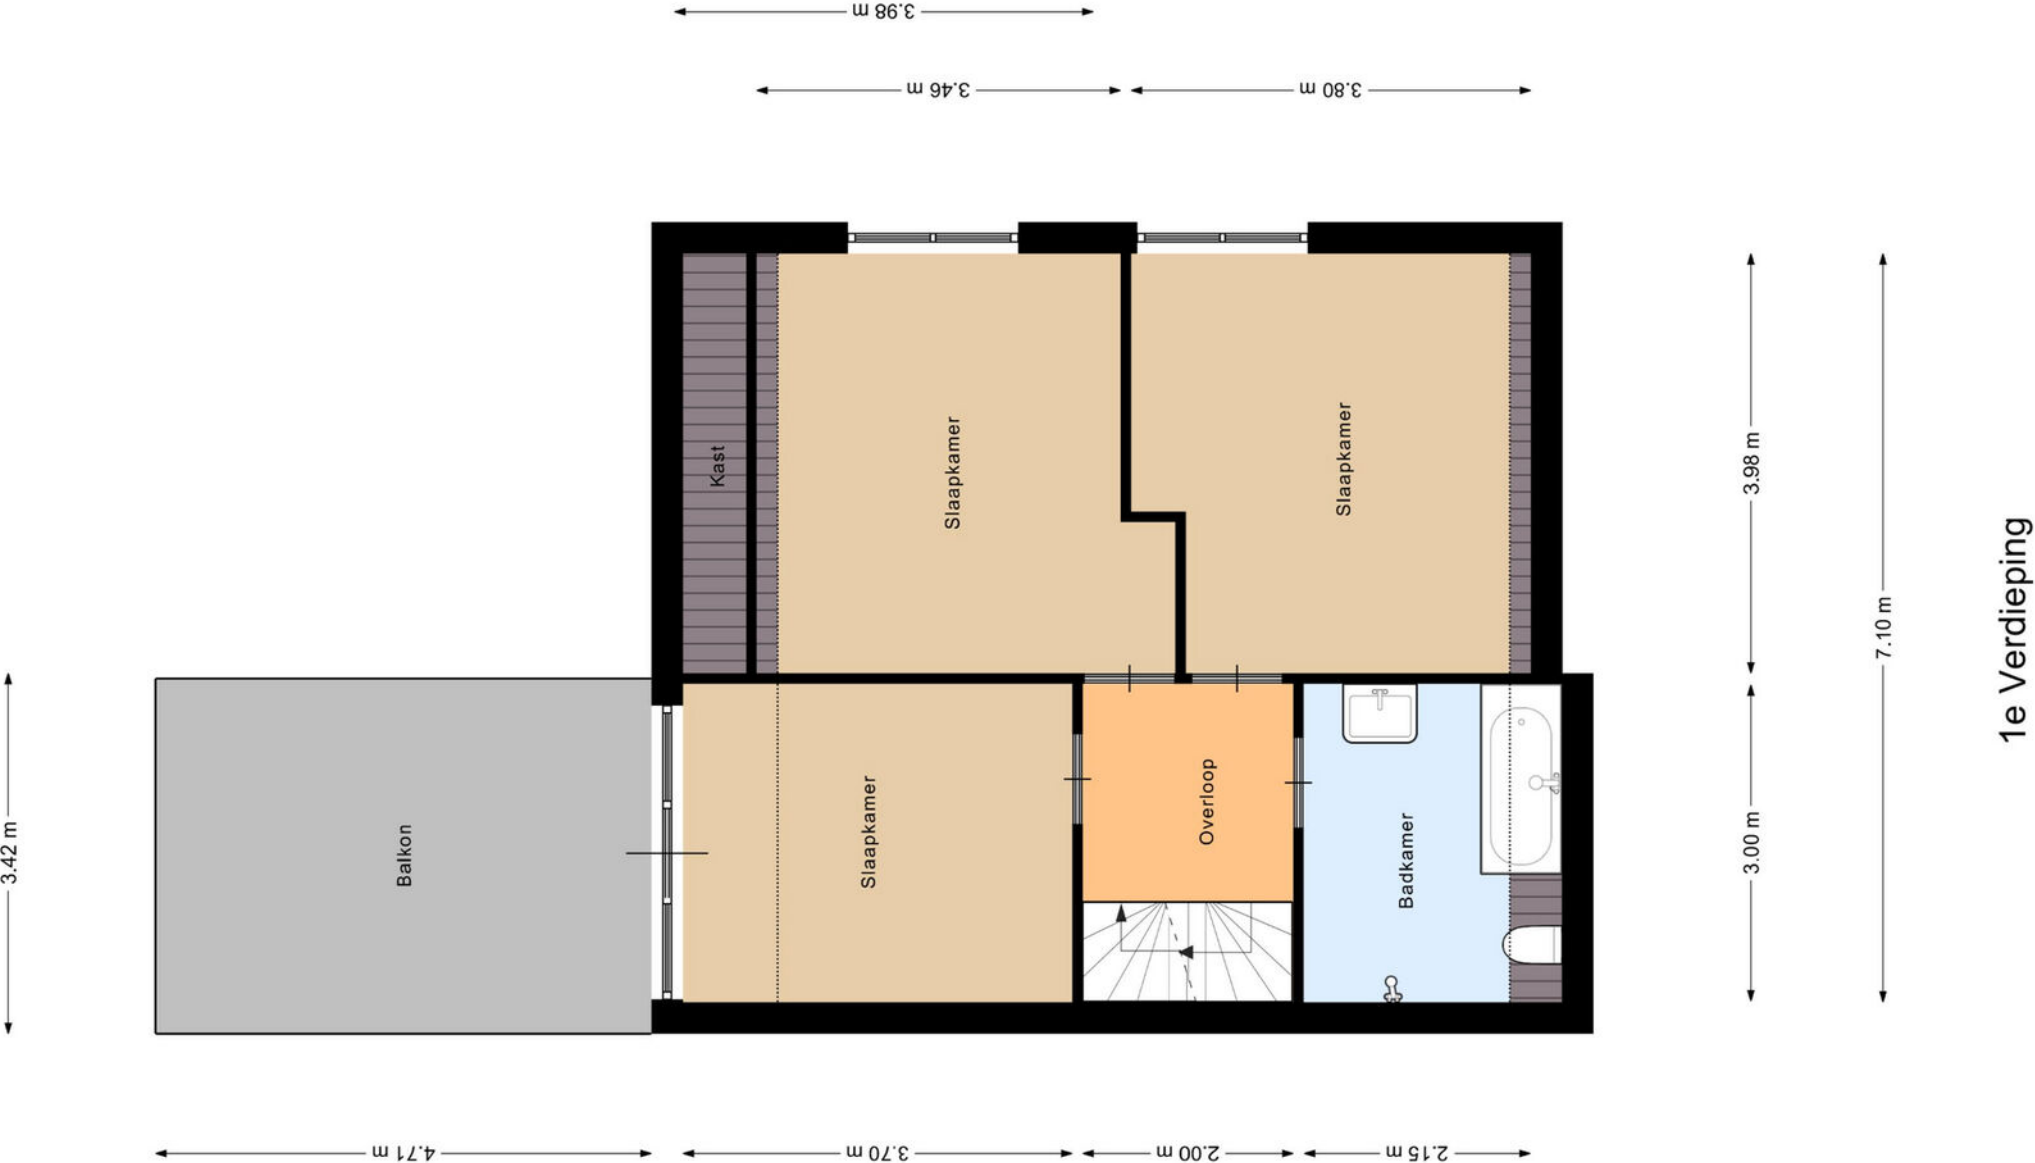 3.98 m
3.46 m
3.80 m
Kast
Slaapkamer
Slaapkamer
3.98 m
7.10 m
1e Verdieping
3.42 m
Balkon
Slaapkamer
Overloop
Badkamer
3.00 m
4.71 m
3.70 m
2.00 m
2.15 m